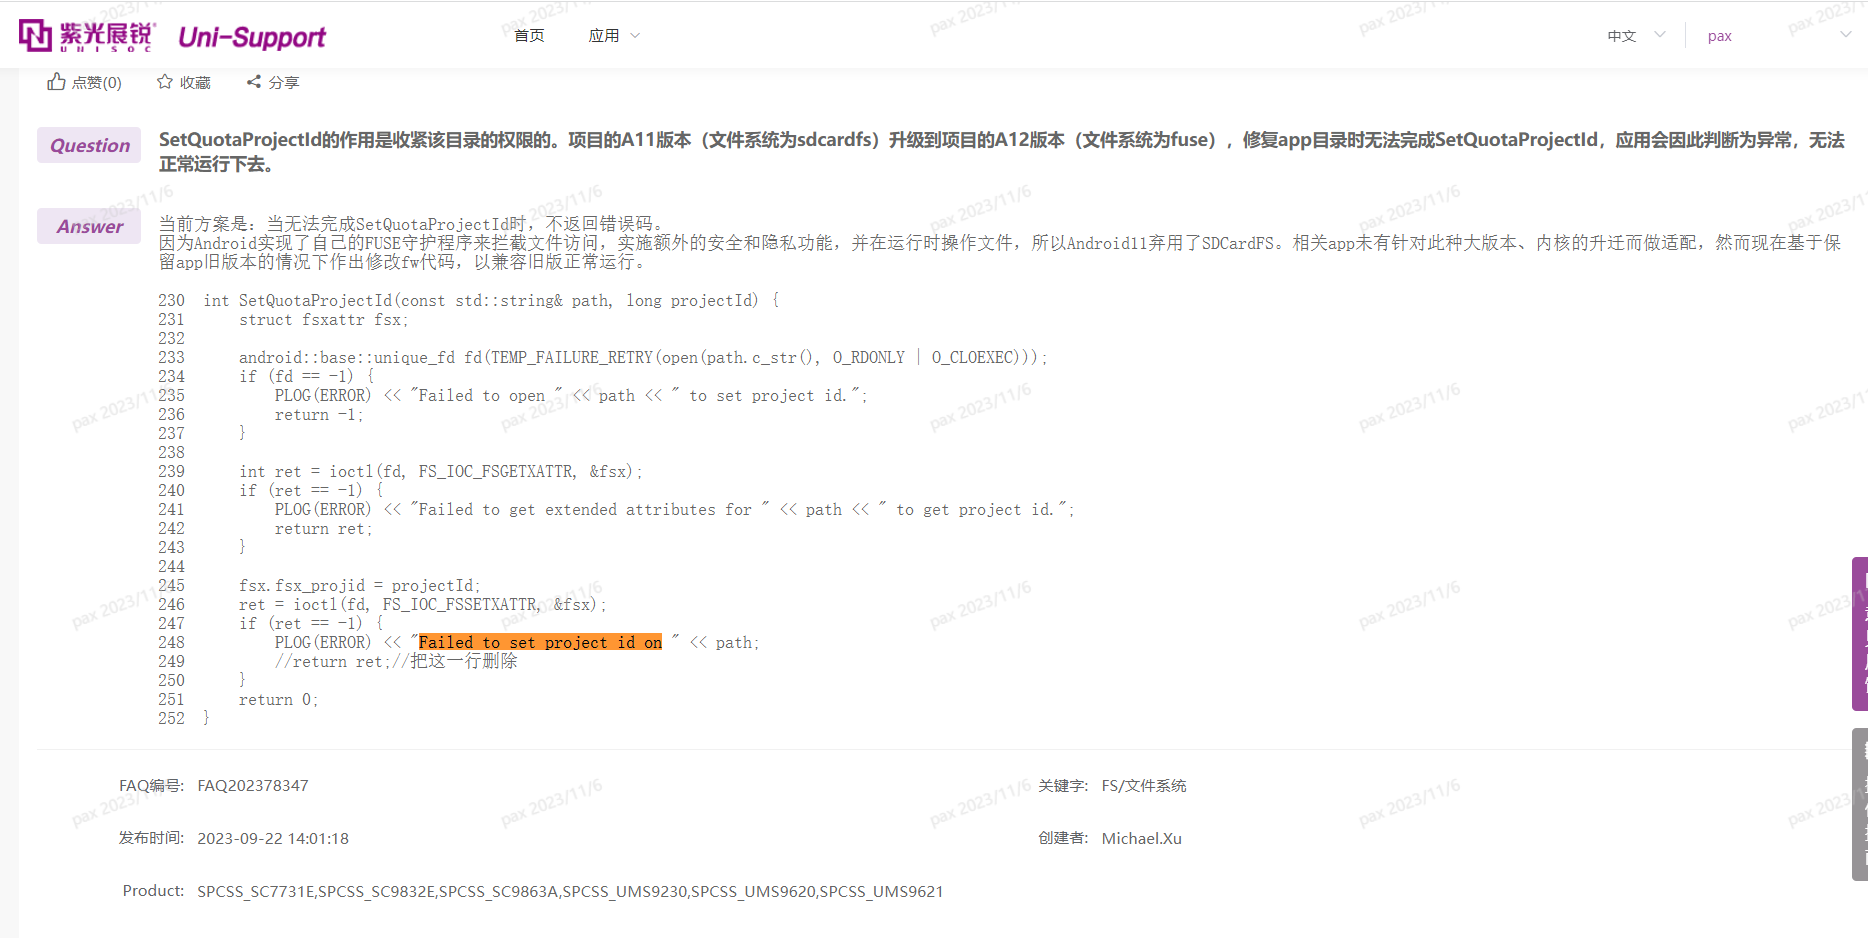 紫光展锐
UNISOC
Uni-Support
首页
应用
中文
pax
点赞(0)
收藏
分享
Question
SetQuotaProjectId的作用是收紧该目录的权限的。项目的A11版本（文件系统为sdcardfs）升级到项目的A12版本（文件系统为fuse），修复app目录时无法完成SetQuotaProjectId，应用会因此判断为异常，无法
正常运行下去。
Answer
当前方案是：当无法完成SetQuotaProjectId时，不返回错误码。
因为Android实现了自己的FUSE守护程序来拦截文件访问，实施额外的安全和隐私功能，并在运行时操作文件，所以Android11弃用了SDCardFS。相关app未有针对此种大版本、内核的升迁而做适配，然而现在基于保
留app旧版本的情况下作出修改fw代码，以兼容旧版正常运行。
230  int SetQuotaProjectId(const std::string& path, long projectId) {
231      struct fsxattr fsx;
232
233      android::base::unique_fd fd(TEMP_FAILURE_RETRY(open(path.c_str(), O_RDONLY | O_CLOEXEC)));
234      if (fd == -1) {
235          PLOG(ERROR) << "Failed to open " << path << " to set project id.";
236          return -1;
237      }
238
239      int ret = ioctl(fd, FS_IOC_FSGETXATTR, &fsx);
240      if (ret == -1) {
241          PLOG(ERROR) << "Failed to get extended attributes for " << path << " to get project id.";
242          return ret;
243      }
244
245      fsx.fsx_projid = projectId;
246      ret = ioctl(fd, FS_IOC_FSSETXATTR, &fsx);
247      if (ret == -1) {
248          PLOG(ERROR) << "Failed to set project id on " << path;
249          //return ret;//把这一行删除
250      }
251      return 0;
252  }
FAQ编号: FAQ202378347
关键字: FS/文件系统
发布时间: 2023-09-22 14:01:18
创建者: Michael.Xu
Product: SPCSS_SC7731E,SPCSS_SC9832E,SPCSS_SC9863A,SPCSS_UMS9230,SPCSS_UMS9620,SPCSS_UMS9621
pax 2023/11/6